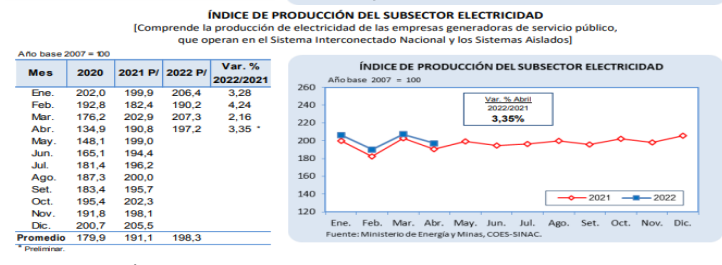 ÍNDICE DE PRODUCCIÓN DEL SUBSECTOR ELECTRICIDAD
[Comprende la producción de electricidad de las empresas generadoras de servicio público,
que operan en el Sistema Interconectado Nacional y los Sistemas Aislados]
Año base 2007 = 100
Mes 2020 2021 P/ 2022 P/ Var. % 2022/2021
Ene. 202,0 199,9 206,4 3,28
Feb. 192,8 182,4 190,2 4,24
Mar. 176,2 202,9 207,3 2,16
Abr. 134,9 190,8 197,2 3,35 *
May. 148,1 199,0
Jun. 165,1 194,4
Jul. 181,4 196,2
Ago. 187,3 200,0
Set. 183,4 195,7
Oct. 195,4 202,3
Nov. 191,8 198,1
Dic. 200,7 205,5
Promedio 179,9 191,1 198,3
* Preliminar.
ÍNDICE DE PRODUCCIÓN DEL SUBSECTOR ELECTRICIDAD
Año base 2007 = 100
260
240
220
200
180
160
140
120
Var. % Abril
2022/2021
3,35%
2021 2022
Ene. Feb. Mar. Abr. May. Jun. Jul. Ago. Set. Oct. Nov. Dic.
Fuente: Ministerio de Energía y Minas, COES-SINAC.